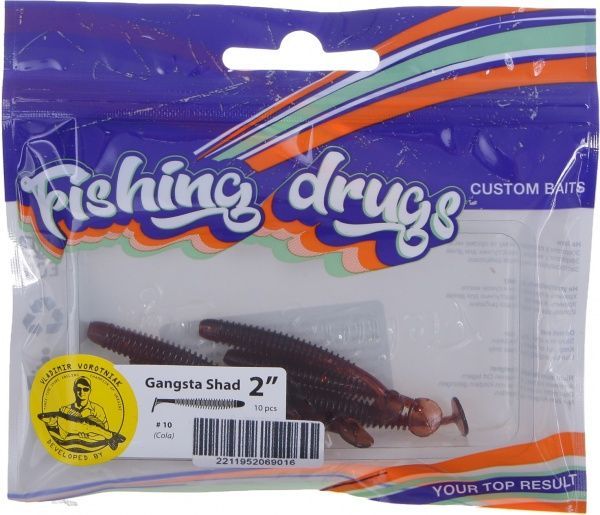 Fishing drugs
CUSTOM BAITS
VLADIMIR VOROTNIAK
DEVELOPED BY
Gangsta Shad 2”
10 pcs
# 10
(Cola)
2211952069016
YOUR TOP RESULT